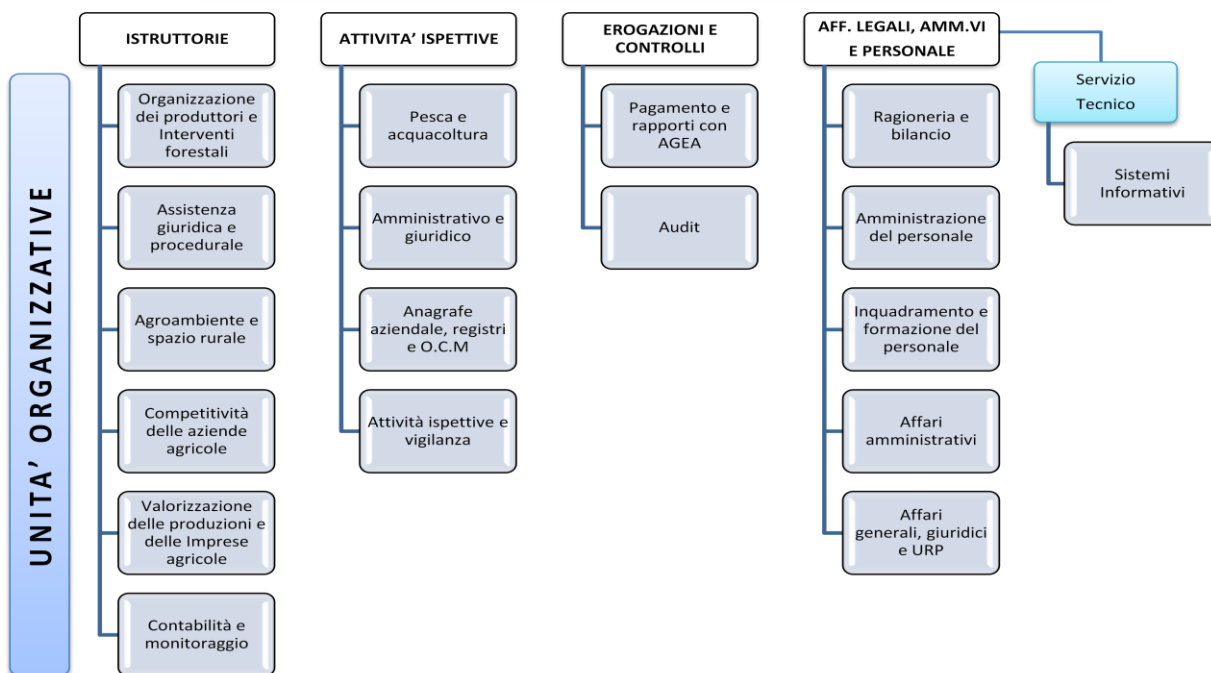 UNITA’ ORGANIZZATIVE
ISTRUTTORIE
Organizzazione
dei produttori e
Interventi
forestali
Assistenza
giuridica e
procedurale
Agroambiente e
spazio rurale
Competitività
delle aziende
agricole
Valorizzazione
delle produzioni e
delle Imprese
agricole
Contabilità e
monitoraggio
ATTIVITA’ ISPETTIVE
Pesca e
acquacoltura
Amministrativo e
giuridico
Anagrafe
aziendale, registri
e O.C.M
Attività ispettive e
vigilanza
EROGAZIONI E
CONTROLLI
Pagamento e
rapporti con
AGEA
Audit
AFF. LEGALI, AMM.VI
E PERSONALE
Ragioneria e
bilancio
Amministrazione
del personale
Inquadramento e
formazione del
personale
Affari
amministrativi
Affari
generali, giuridici
e URP
Servizio
Tecnico
Sistemi
Informativi